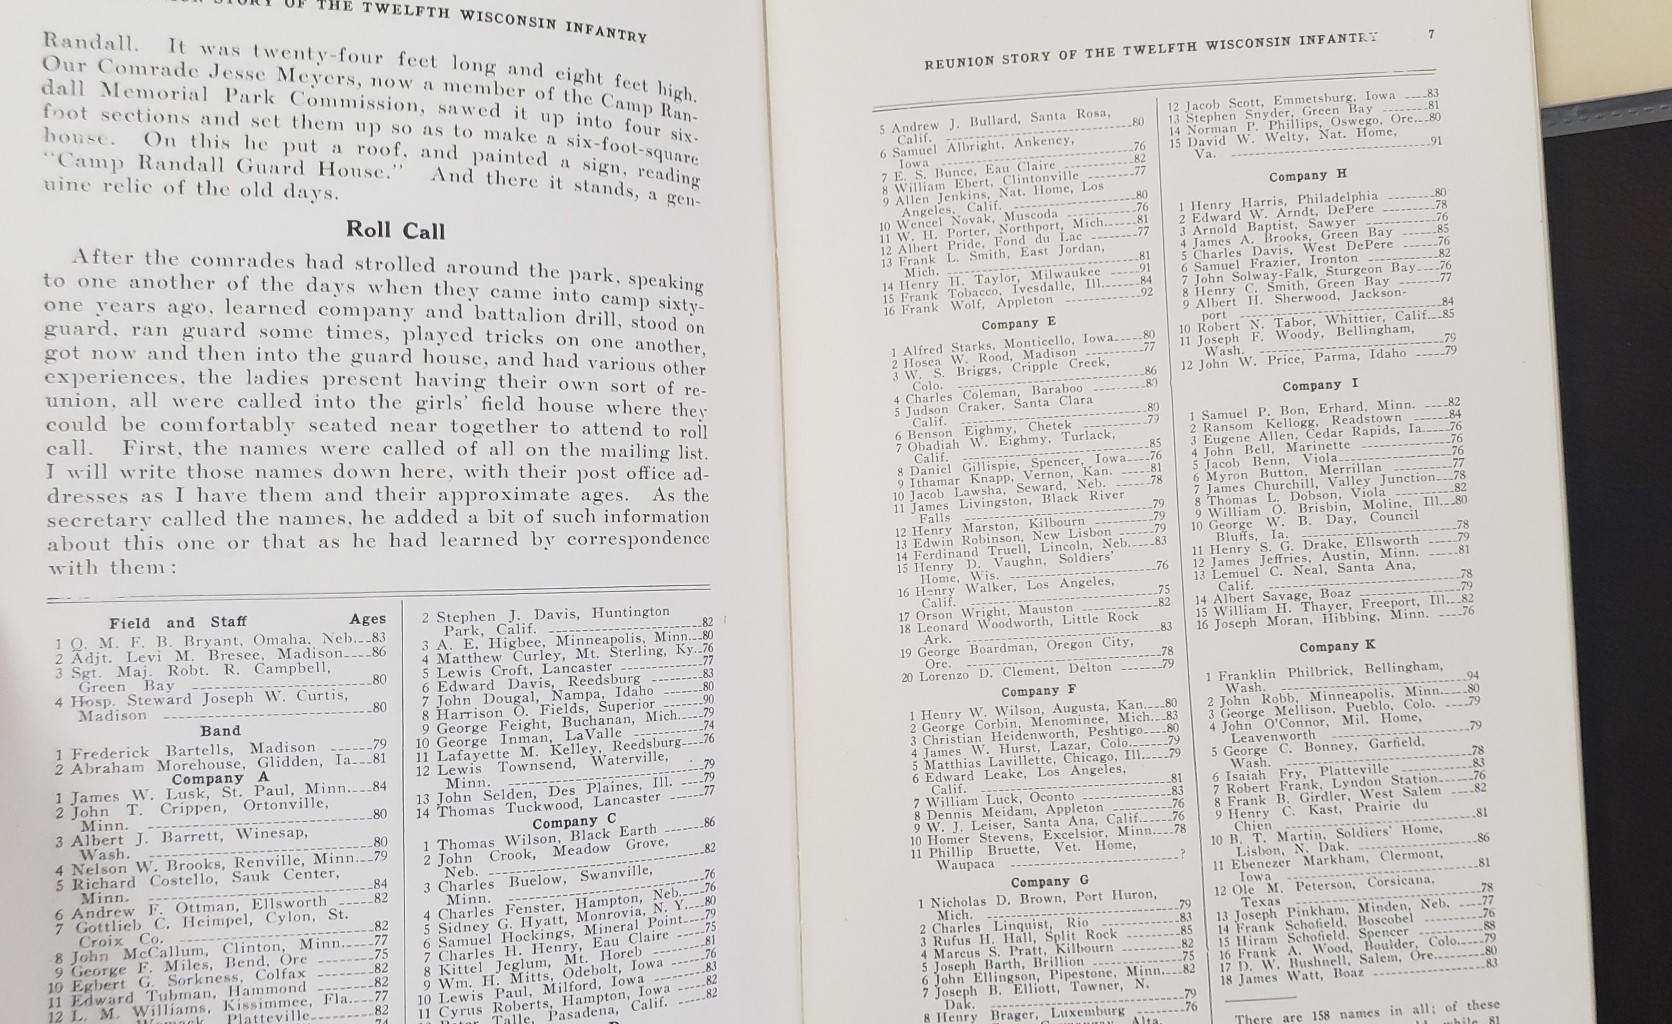 STORY OF THE TWELFTH WISCONSIN INFANTRY
Randall. It was twenty-four feet long and eight feet high.
Our Comrade Jesse Meyers, now a member of the Camp Ran-
dall Memorial Park Commission, sawed it up into four six-
foot sections and set them up so as to make a six-foot-square
house. On this he put a roof, and painted a sign, reading
"Camp Randall Guard House." And there it stands, a gen-
uine relic of the old days.
Roll Call
After the comrades had strolled around the park, speaking
to one another of the days when they came into camp sixty-
one years ago, learned company and battalion drill, stood on
guard, ran guard some times, played tricks on one another,
got now and then into the guard house, and had various other
experiences, the ladies present having their own sort of re-
union, all were called into the girls' field house where they
could be comfortably seated near together to attend to roll
call. First, the names were called of all on the mailing list.
I will write those names down here, with their post office ad-
dresses as I have them and their approximate ages. As the
secretary called the names, he added a bit of such information
about this one or that as he had learned by correspondence
with them:
Field and Staff Ages
1 Q. M. F. B. Bryant, Omaha, Neb...83
2 Adjt. Levi M. Bresee, Madison....86
3 Sgt. Maj. Robt. R. Campbell,
Green Bay ....80
4 Hosp. Steward Joseph W. Curtis,
Madison ....80
Band
1 Frederick Bartells, Madison ....79
2 Abraham Morehouse, Glidden, Ia...81
Company A
1 James W. Lusk, St. Paul, Minn....84
2 John T. Crippen, Ortonville,
Minn. ....80
3 Albert J. Barrett, Winesap,
Wash. ....80
4 Nelson W. Brooks, Renville, Minn...79
5 Richard Costello, Sauk Center,
Minn. ....84
6 Andrew F. Ottman, Ellsworth ....82
7 Gottlieb C. Heimpel, Cylon, St.
Croix Co. ....82
8 John McCallum, Clinton, Minn....77
9 George F. Miles, Bend, Ore ....75
10 Egbert G. Sorkness, Colfax ....82
11 Edward Tubman, Hammond ....82
12 L. M. Williams, Kissimmee, Fla....77
Platteville....82
2 Stephen J. Davis, Huntington
Park, Calif. ....82
3 A. E. Higbee, Minneapolis, Minn...80
4 Matthew Curley, Mt. Sterling, Ky..76
5 Lewis Croft, Lancaster ....77
6 Edward Davis, Reedsburg ....83
7 John Dougal, Nampa, Idaho ....80
8 Harrison O. Fields, Superior ....90
9 George Feight, Buchanan, Mich....79
10 George Inman, LaValle ....74
11 Lafayette M. Kelley, Reedsburg....76
12 Lewis Townsend, Waterville,
Minn. ....79
13 John Selden, Des Plaines, Ill. ....79
14 Thomas Tuckwood, Lancaster ....77
Company C
1 Thomas Wilson, Black Earth ....86
2 John Crook, Meadow Grove,
Neb. ....82
3 Charles Buelow, Swanville,
Minn. ....76
4 Charles Fenster, Hampton, Neb....76
5 Sidney G. Hyatt, Monrovia, N. Y...80
6 Samuel Hockings, Mineral Point....79
7 Charles H. Henry, Eau Claire ....75
8 Kittel Jeglum, Mt. Horeb ....81
9 Wm. H. Mitts, Odebolt, Iowa ....76
10 Lewis Paul, Milford, Iowa ....83
11 Cyrus Roberts, Hampton, Iowa ....82
Talle, Pasadena, Calif. ....82
REUNION STORY OF THE TWELFTH WISCONSIN INFANTRY 7
5 Andrew J. Bullard, Santa Rosa,
Calif. ....80
6 Samuel Albright, Ankeney,
Iowa ....76
7 E. S. Bunce, Eau Claire ....82
8 William Ebert, Clintonville ....77
9 Allen Jenkins, Nat. Home, Los
Angeles, Calif. ....80
10 Wencel Novak, Muscoda ....76
11 W. H. Porter, Northport, Mich....81
12 Albert Pride, Fond du Lac ....77
13 Frank L. Smith, East Jordan,
Mich. ....81
14 Henry H. Taylor, Milwaukee ....91
15 Frank Tobacco, Ivesdalle, Ill....84
16 Frank Wolf, Appleton ....92
Company E
1 Alfred Starks, Monticello, Iowa....80
2 Hosea W. Rood, Madison ....77
3 W. S. Briggs, Cripple Creek,
Colo. ....86
4 Charles Coleman, Baraboo ....80
5 Judson Craker, Santa Clara
Calif. ....80
6 Benson Eighmy, Chetek ....79
7 Obadiah W. Eighmy, Turlack,
Calif. ....85
8 Daniel Gillispie, Spencer, Iowa....76
9 Ithamar Knapp, Vernon, Kan. ....81
10 Jacob Lawsha, Seward, Neb. ....78
11 James Livingston, Black River
Falls ....79
12 Henry Marston, Kilbourn ....79
13 Edwin Robinson, New Lisbon ....79
14 Ferdinand Truell, Lincoln, Neb....83
15 Henry D. Vaughn, Soldiers'
Home, Wis. ....76
16 Henry Walker, Los Angeles,
Calif. ....75
17 Orson Wright, Mauston ....82
18 Leonard Woodworth, Little Rock
Ark. ....83
19 George Boardman, Oregon City,
Ore. ....78
20 Lorenzo D. Clement, Delton ....79
Company F
1 Henry W. Wilson, Augusta, Kan....80
2 George Corbin, Menominee, Mich...83
3 Christian Heidenworth, Peshtigo....80
4 James W. Hurst, Lazar, Colo....79
5 Matthias Lavillette, Chicago, Ill....79
6 Edward Leake, Los Angeles,
Calif. ....81
7 William Luck, Oconto ....83
8 Dennis Meidam, Appleton ....76
9 W. J. Leiser, Santa Ana, Calif....76
10 Homer Stevens, Excelsior, Minn....78
11 Phillip Bruette, Vet. Home,
Waupaca ....?
Company G
1 Nicholas D. Brown, Port Huron,
Mich. ....79
2 Charles Linquist, Rio ....83
3 Rufus H. Hall, Split Rock ....85
4 Marcus S. Pratt, Kilbourn ....82
5 Joseph Barth, Brillion ....75
6 John Ellingson, Pipestone, Minn....82
7 Joseph B. Elliott, Towner, N.
Dak. ....79
8 Henry Brager, Luxemburg ....76
Alta.
12 Jacob Scott, Emmetsburg, Iowa ....83
13 Stephen Snyder, Green Bay ....81
14 Norman P. Phillips, Oswego, Ore...80
15 David W. Welty, Nat. Home,
Va. ....91
Company H
1 Henry Harris, Philadelphia ....80
2 Edward W. Arndt, DePere ....78
3 Arnold Baptist, Sawyer ....76
4 James A. Brooks, Green Bay ....85
5 Charles Davis, West DePere ....76
6 Samuel Frazier, Ironton ....82
7 John Solway-Falk, Sturgeon Bay....76
8 Henry C. Smith, Green Bay ....77
9 Albert H. Sherwood, Jackson-
port ....84
10 Robert N. Tabor, Whittier, Calif...85
11 Joseph F. Woody, Bellingham,
Wash. ....79
12 John W. Price, Parma, Idaho ....79
Company I
1 Samuel P. Bon, Erhard, Minn. ....82
2 Ransom Kellogg, Readstown ....84
3 Eugene Allen, Cedar Rapids, Ia....76
4 John Bell, Marinette ....76
5 Jacob Benn, Viola....76
6 Myron Button, Merrillan ....77
7 James Churchill, Valley Junction....78
8 Thomas L. Dobson, Viola ....82
9 William O. Brisbin, Moline, Ill....80
10 George W. B. Day, Council
Bluffs, Ia. ....78
11 Henry S. G. Drake, Ellsworth ....79
12 James Jeffries, Austin, Minn. ....81
13 Lemuel C. Neal, Santa Ana,
Calif. ....78
14 Albert Savage, Boaz ....79
15 William H. Thayer, Freeport, Ill...82
16 Joseph Moran, Hibbing, Minn. ....76
Company K
1 Franklin Philbrick, Bellingham,
Wash. ....94
2 John Robb, Minneapolis, Minn....80
3 George Mellison, Pueblo, Colo. ....79
4 John O'Connor, Mil. Home,
Leavenworth ....79
5 George C. Bonney, Garfield,
Wash. ....78
6 Isaiah Fry, Platteville ....83
7 Robert Frank, Lyndon Station....76
8 Frank B. Girdler, West Salem ....82
9 Henry C. Kast, Prairie du
Chien ....81
10 B. T. Martin, Soldiers' Home,
Lisbon, N. Dak. ....86
11 Ebenezer Markham, Clermont,
Iowa ....81
12 Ole M. Peterson, Corsicana,
Texas ....78
13 Joseph Pinkham, Minden, Neb. ....77
14 Frank Schofield, Boscobel ....76
15 Hiram Schofield, Spencer ....88
16 Frank A. Wood, Boulder, Colo....79
17 D. W. Bushnell, Salem, Ore....80
18 James Watt, Boaz ....83
There are 158 names in all; of these
while 81